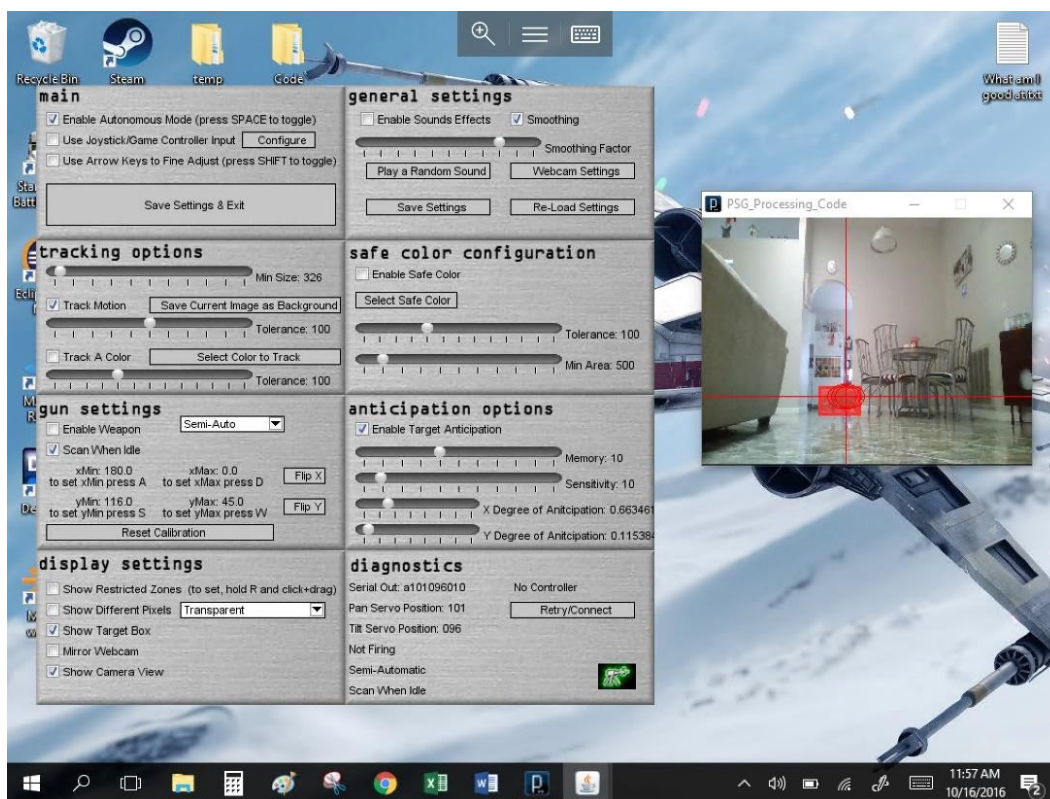 Recycle Bin
Steam
temp
Code
What am I
good at.txt
main
Enable Autonomous Mode (press SPACE to toggle)
Use Joystick/Game Controller Input
Configure
Use Arrow Keys to Fine Adjust (press SHIFT to toggle)
Save Settings & Exit
general settings
Enable Sounds Effects
Smoothing
Smoothing Factor
Play a Random Sound
Webcam Settings
Save Settings
Re-Load Settings
tracking options
Min Size: 326
Track Motion
Save Current Image as Background
Tolerance: 100
Track A Color
Select Color to Track
Tolerance: 100
safe color configuration
Enable Safe Color
Select Safe Color
Tolerance: 100
Min Area: 500
gun settings
Enable Weapon
Semi-Auto
Scan When Idle
xMin: 180.0
to set xMin press A
xMax: 0.0
to set xMax press D
Flip X
yMin: 116.0
to set yMin press S
yMax: 45.0
to set yMax press W
Flip Y
Reset Calibration
anticipation options
Enable Target Anticipation
Memory: 10
Sensitivity: 10
X Degree of Anitcipation: 0.663461
Y Degree of Anitcipation: 0.115384
display settings
Show Restricted Zones (to set, hold R and click+drag)
Show Different Pixels
Transparent
Show Target Box
Mirror Webcam
Show Camera View
diagnostics
Serial Out: a101096010
No Controller
Pan Servo Position: 101
Retry/Connect
Tilt Servo Position: 096
Not Firing
Semi-Automatic
Scan When Idle
PSG_Processing_Code
11:57 AM
10/16/2016
2